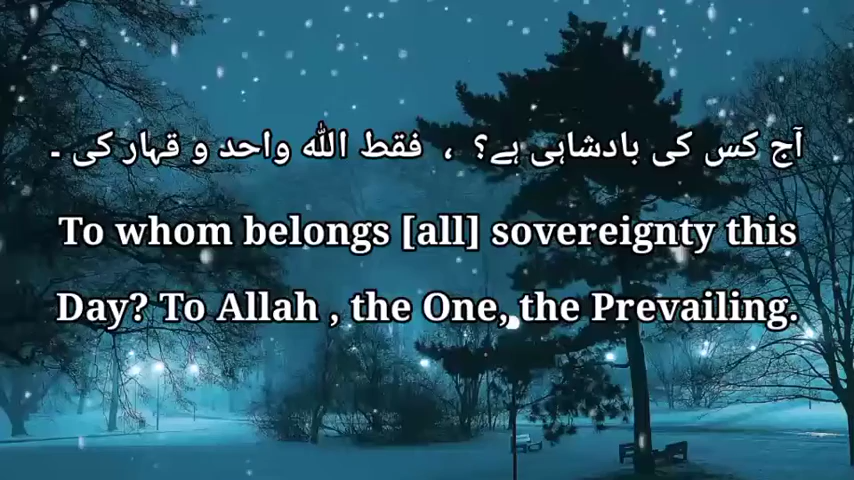 آج کس کی بادشاہی ہے؟ ، فقط اللہ واحد و قہار کی ۔
To whom belongs [all] sovereignty this
Day? To Allah , the One, the Prevailing.